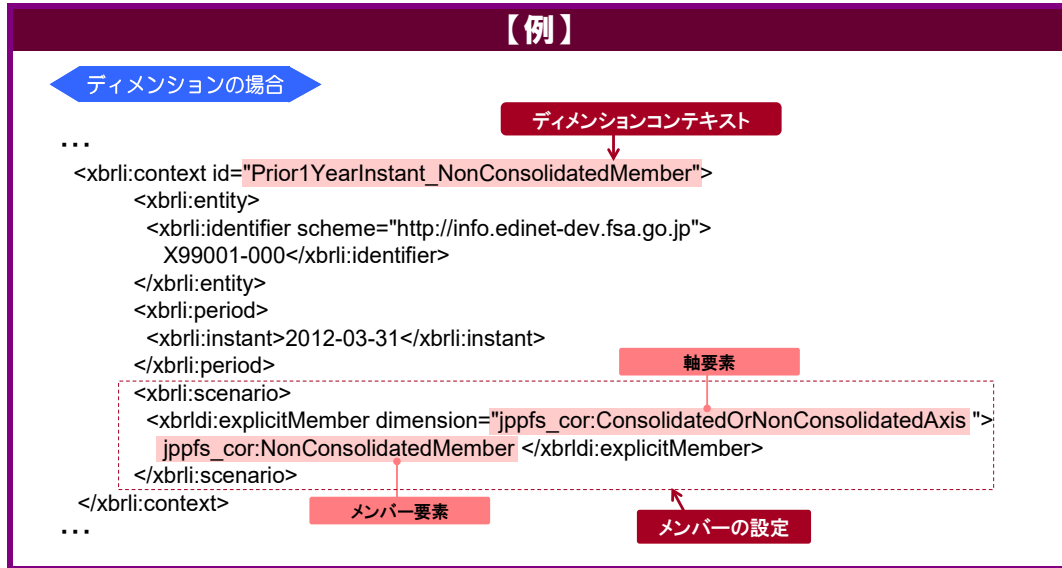 【例】
ディメンションの場合
ディメンションコンテキスト
...
<xbrli:context id="Prior1YearInstant_NonConsolidatedMember">
<xbrli:entity>
<xbrli:identifier scheme="http://info.edinet-dev.fsa.go.jp">
X99001-000</xbrli:identifier>
</xbrli:entity>
<xbrli:period>
<xbrli:instant>2012-03-31</xbrli:instant>
</xbrli:period>
軸要素
<xbrli:scenario>
<xbrldi:explicitMember dimension="jppfs_cor:ConsolidatedOrNonConsolidatedAxis ">
jppfs_cor:NonConsolidatedMember </xbrldi:explicitMember>
</xbrli:scenario>
</xbrli:context>
メンバー要素
メンバーの設定
...